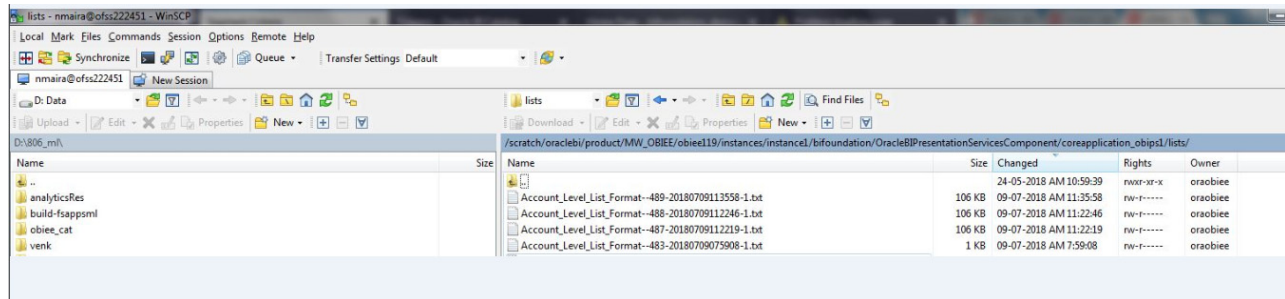 lists - nmaira@ofss222451 - WinSCP
Local Mark Files Commands Session Options Remote Help
Synchronize Queue Transfer Settings Default
nmaira@ofss222451 New Session
D: Data lists Find Files
Upload Edit Properties New Download Edit Properties New
D:\806_ml\ /scratch/oraclebi/product/MW_OBIEE/obiee119/instances/instance1/bifoundation/OracleBIPresentationServicesComponent/coreapplication_obips1/lists/
Name Size Name Size Changed Rights Owner
.. .. 24-05-2018 AM 10:59:39 rwxr-xr-x oraobiee
analyticsRes Account_Level_List_Format--489-20180709113558-1.txt 106 KB 09-07-2018 AM 11:35:58 rw-r----- oraobiee
build-fsappsml Account_Level_List_Format--488-20180709112246-1.txt 106 KB 09-07-2018 AM 11:22:46 rw-r----- oraobiee
obiee_cat Account_Level_List_Format--487-20180709112219-1.txt 106 KB 09-07-2018 AM 11:22:19 rw-r----- oraobiee
venk Account_Level_List_Format--483-20180709075908-1.txt 1 KB 09-07-2018 AM 7:59:08 rw-r----- oraobiee